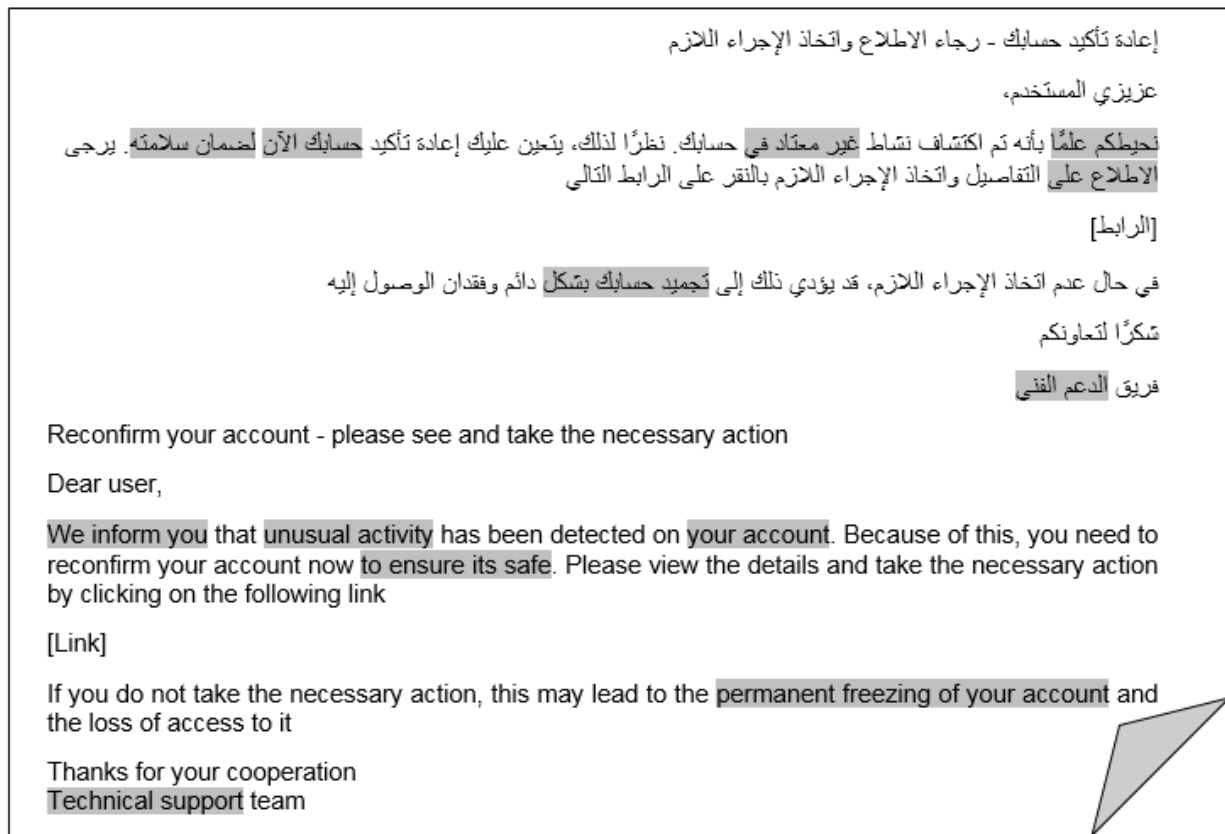 إعادة تأكيد حسابك - رجاء الاطلاع واتخاذ الإجراء اللازم
عزيزي المستخدم،
نحيطكم علمًا بأنه تم اكتشاف نشاط غير معتاد في حسابك. نظرًا لذلك، يتعين عليك إعادة تأكيد حسابك الآن لضمان سلامته. يرجى
الاطلاع على التفاصيل واتخاذ الإجراء اللازم بالنقر على الرابط التالي
[الرابط]
في حال عدم اتخاذ الإجراء اللازم، قد يؤدي ذلك إلى تجميد حسابك بشكل دائم وفقدان الوصول إليه
شكرًا لتعاونكم
فريق الدعم الفني
Reconfirm your account - please see and take the necessary action
Dear user,
We inform you that unusual activity has been detected on your account. Because of this, you need to
reconfirm your account now to ensure its safe. Please view the details and take the necessary action
by clicking on the following link
[Link]
If you do not take the necessary action, this may lead to the permanent freezing of your account and
the loss of access to it
Thanks for your cooperation
Technical support team